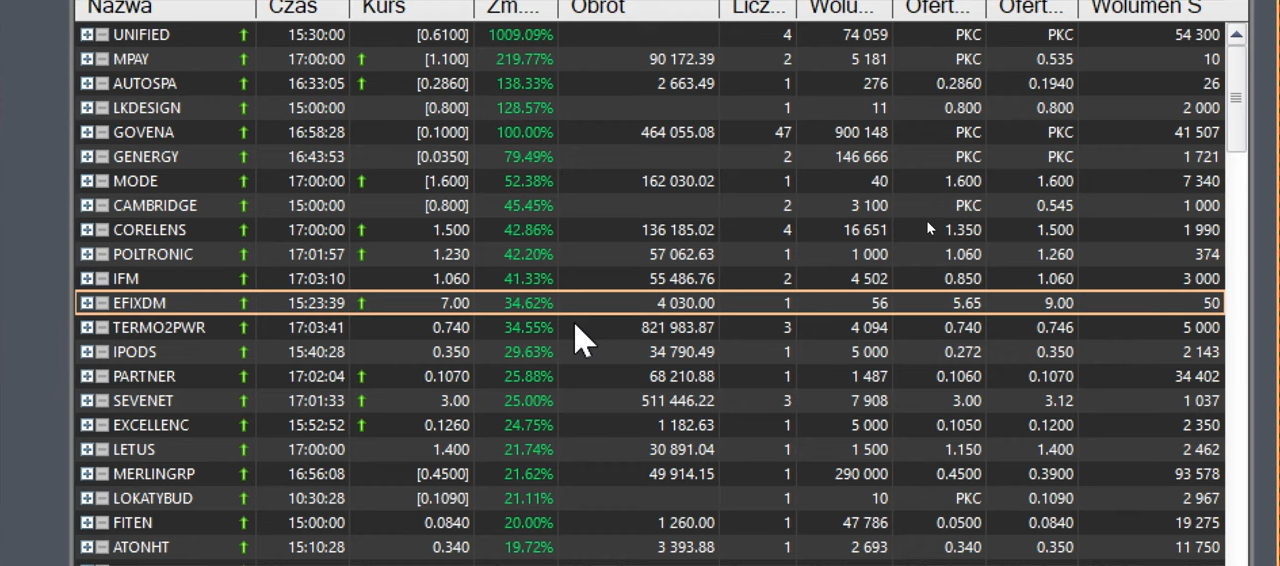 Nazwa Czas Kurs Zm.... Obrót Licz... Wolu... Ofert... Ofert... Wolumen S
UNIFIED 15:30:00 [0.6100] 1009.09% 4 74 059 PKC PKC 54 300
MPAY 17:00:00 [1.100] 219.77% 90 172.39 2 5 181 PKC 0.535 10
AUTOSPA 16:33:05 [0.2860] 138.33% 2 663.49 1 276 0.2860 0.1940 26
LKDESIGN 15:00:00 [0.800] 128.57% 1 11 0.800 0.800 2 000
GOVENA 16:58:28 [0.1000] 100.00% 464 055.08 47 900 148 PKC PKC 41 507
GENERGY 16:43:53 [0.0350] 79.49% 2 146 666 PKC PKC 1 721
MODE 17:00:00 [1.600] 52.38% 162 030.02 1 40 1.600 1.600 7 340
CAMBRIDGE 15:00:00 [0.800] 45.45% 2 3 100 PKC 0.545 1 000
CORELENS 17:00:00 1.500 42.86% 136 185.02 4 16 651 1.350 1.500 1 990
POLTRONIC 17:01:57 1.230 42.20% 57 062.63 1 1 000 1.060 1.260 374
IFM 17:03:10 1.060 41.33% 55 486.76 2 4 502 0.850 1.060 3 000
EFIXDM 15:23:39 7.00 34.62% 4 030.00 1 56 5.65 9.00 50
TERMO2PWR 17:03:41 0.740 34.55% 821 983.87 3 4 094 0.740 0.746 5 000
IPODS 15:40:28 0.350 29.63% 34 790.49 1 5 000 0.272 0.350 2 143
PARTNER 17:02:04 0.1070 25.88% 68 210.88 1 1 487 0.1060 0.1070 34 402
SEVENET 17:01:33 3.00 25.00% 511 446.22 3 7 908 3.00 3.12 1 037
EXCELLENC 15:52:52 0.1260 24.75% 1 182.63 1 5 000 0.1050 0.1200 2 350
LETUS 17:00:00 1.400 21.74% 30 891.04 1 1 500 1.150 1.400 2 462
MERLINGRP 16:56:08 [0.4500] 21.62% 49 914.15 1 290 000 0.4500 0.3900 93 578
LOKATYBUD 10:30:28 [0.1090] 21.11% 1 10 PKC 0.1090 2 967
FITEN 15:00:00 0.0840 20.00% 1 260.00 1 47 786 0.0500 0.0840 19 275
ATONHT 15:10:28 0.340 19.72% 3 393.88 1 2 693 0.340 0.350 11 750